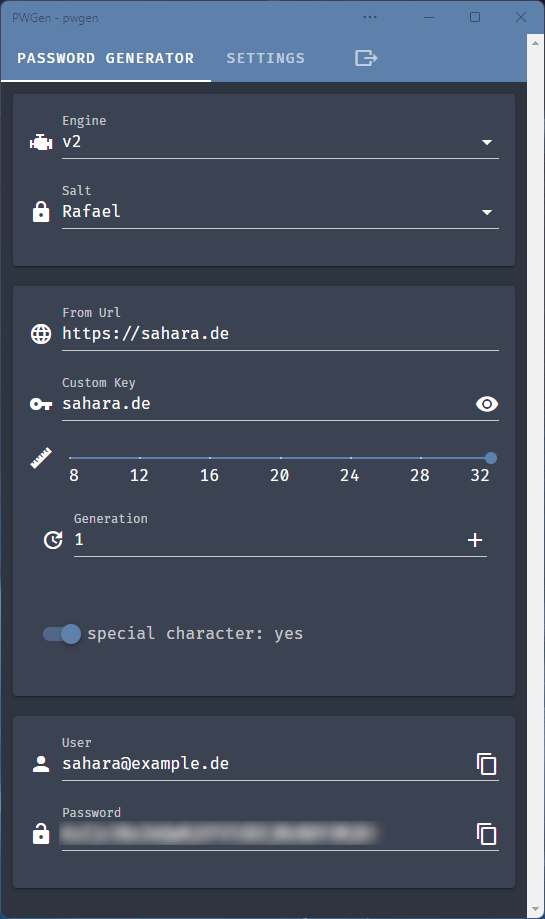 PWGen - pwgen
PASSWORD GENERATOR SETTINGS
Engine
v2
Salt
Rafael
From Url
https://sahara.de
Custom Key
sahara.de
8 12 16 20 24 28 32
Generation
1
special character: yes
User
sahara@example.de
Password